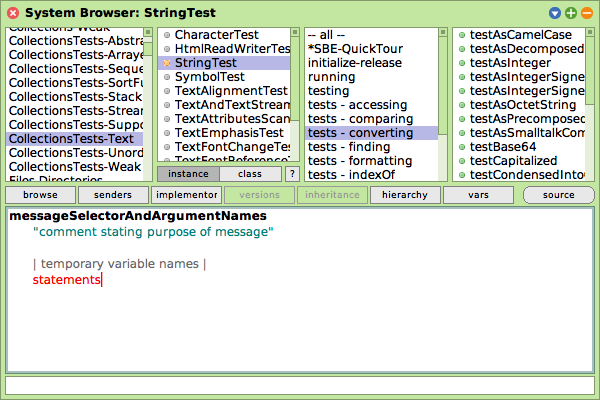 System Browser: StringTest
CollectionsTests-Weak
CollectionsTests-Abstra
CollectionsTests-Arraye
CollectionsTests-Seque
CollectionsTests-SortFu
CollectionsTests-Stack
CollectionsTests-Stream
CollectionsTests-Suppo
CollectionsTests-Text
CollectionsTests-Unord
CollectionsTests-Weak
Files-Directories
CharacterTest
HtmlReadWriterTes
StringTest
SymbolTest
TextAlignmentTest
TextAndTextStream
TextAttributesScan
TextEmphasisTest
TextFontChangeTes
TextFontReferenceT
instance
class
?
-- all --
*SBE-QuickTour
initialize-release
running
testing
tests - accessing
tests - comparing
tests - converting
tests - finding
tests - formatting
tests - indexOf
testAsCamelCase
testAsDecomposed
testAsInteger
testAsIntegerSigne
testAsIntegerSigne
testAsOctetString
testAsPrecomposed
testAsSmalltalkCom
testBase64
testCapitalized
testCondensedInto
browse
senders
implementor
versions
inheritance
hierarchy
vars
source
messageSelectorAndArgumentNames
"comment stating purpose of message"
| temporary variable names |
statements